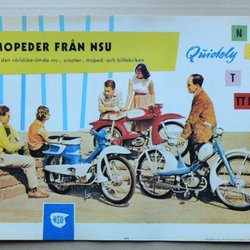 MOPEDER FRÅN NSU
den världsberömda mc-, scooter-, moped- och bilfabriken
Quickly
N
T
TT
NSU